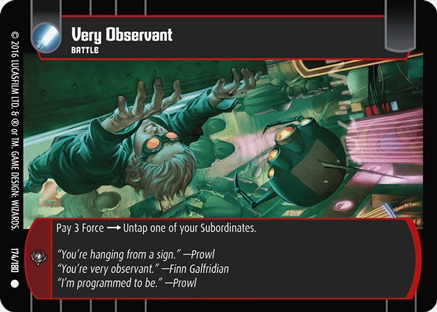 Very Observant
BATTLE
Pay 3 Force → Untap one of your Subordinates.
"You're hanging from a sign." —Prowl
"You're very observant." —Finn Galfridian
"I'm programmed to be." —Prowl
© 2016 LUCASFILM LTD. & ® or TM. GAME DESIGN: WIZARDS.
174/180